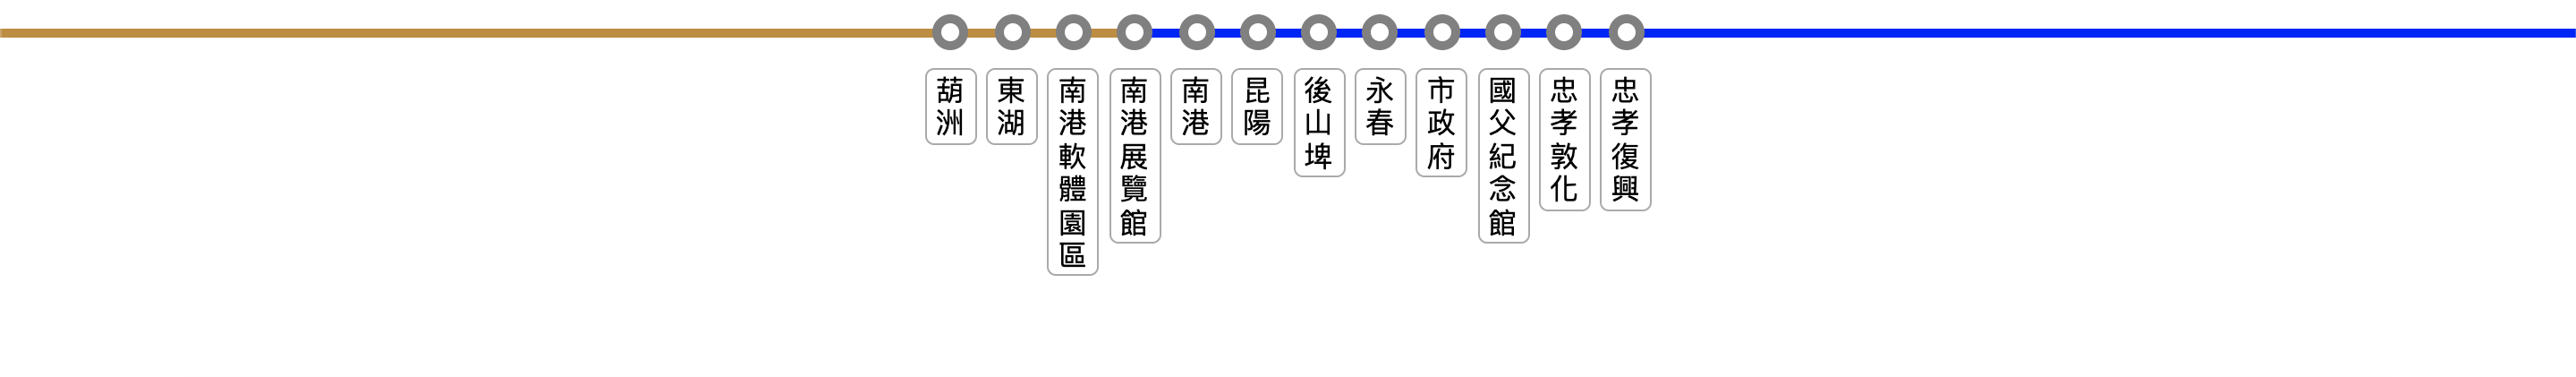 葫洲
東湖
南港軟體園區
南港展覽館
南港
昆陽
後山埤
永春
市政府
國父紀念館
忠孝敦化
忠孝復興